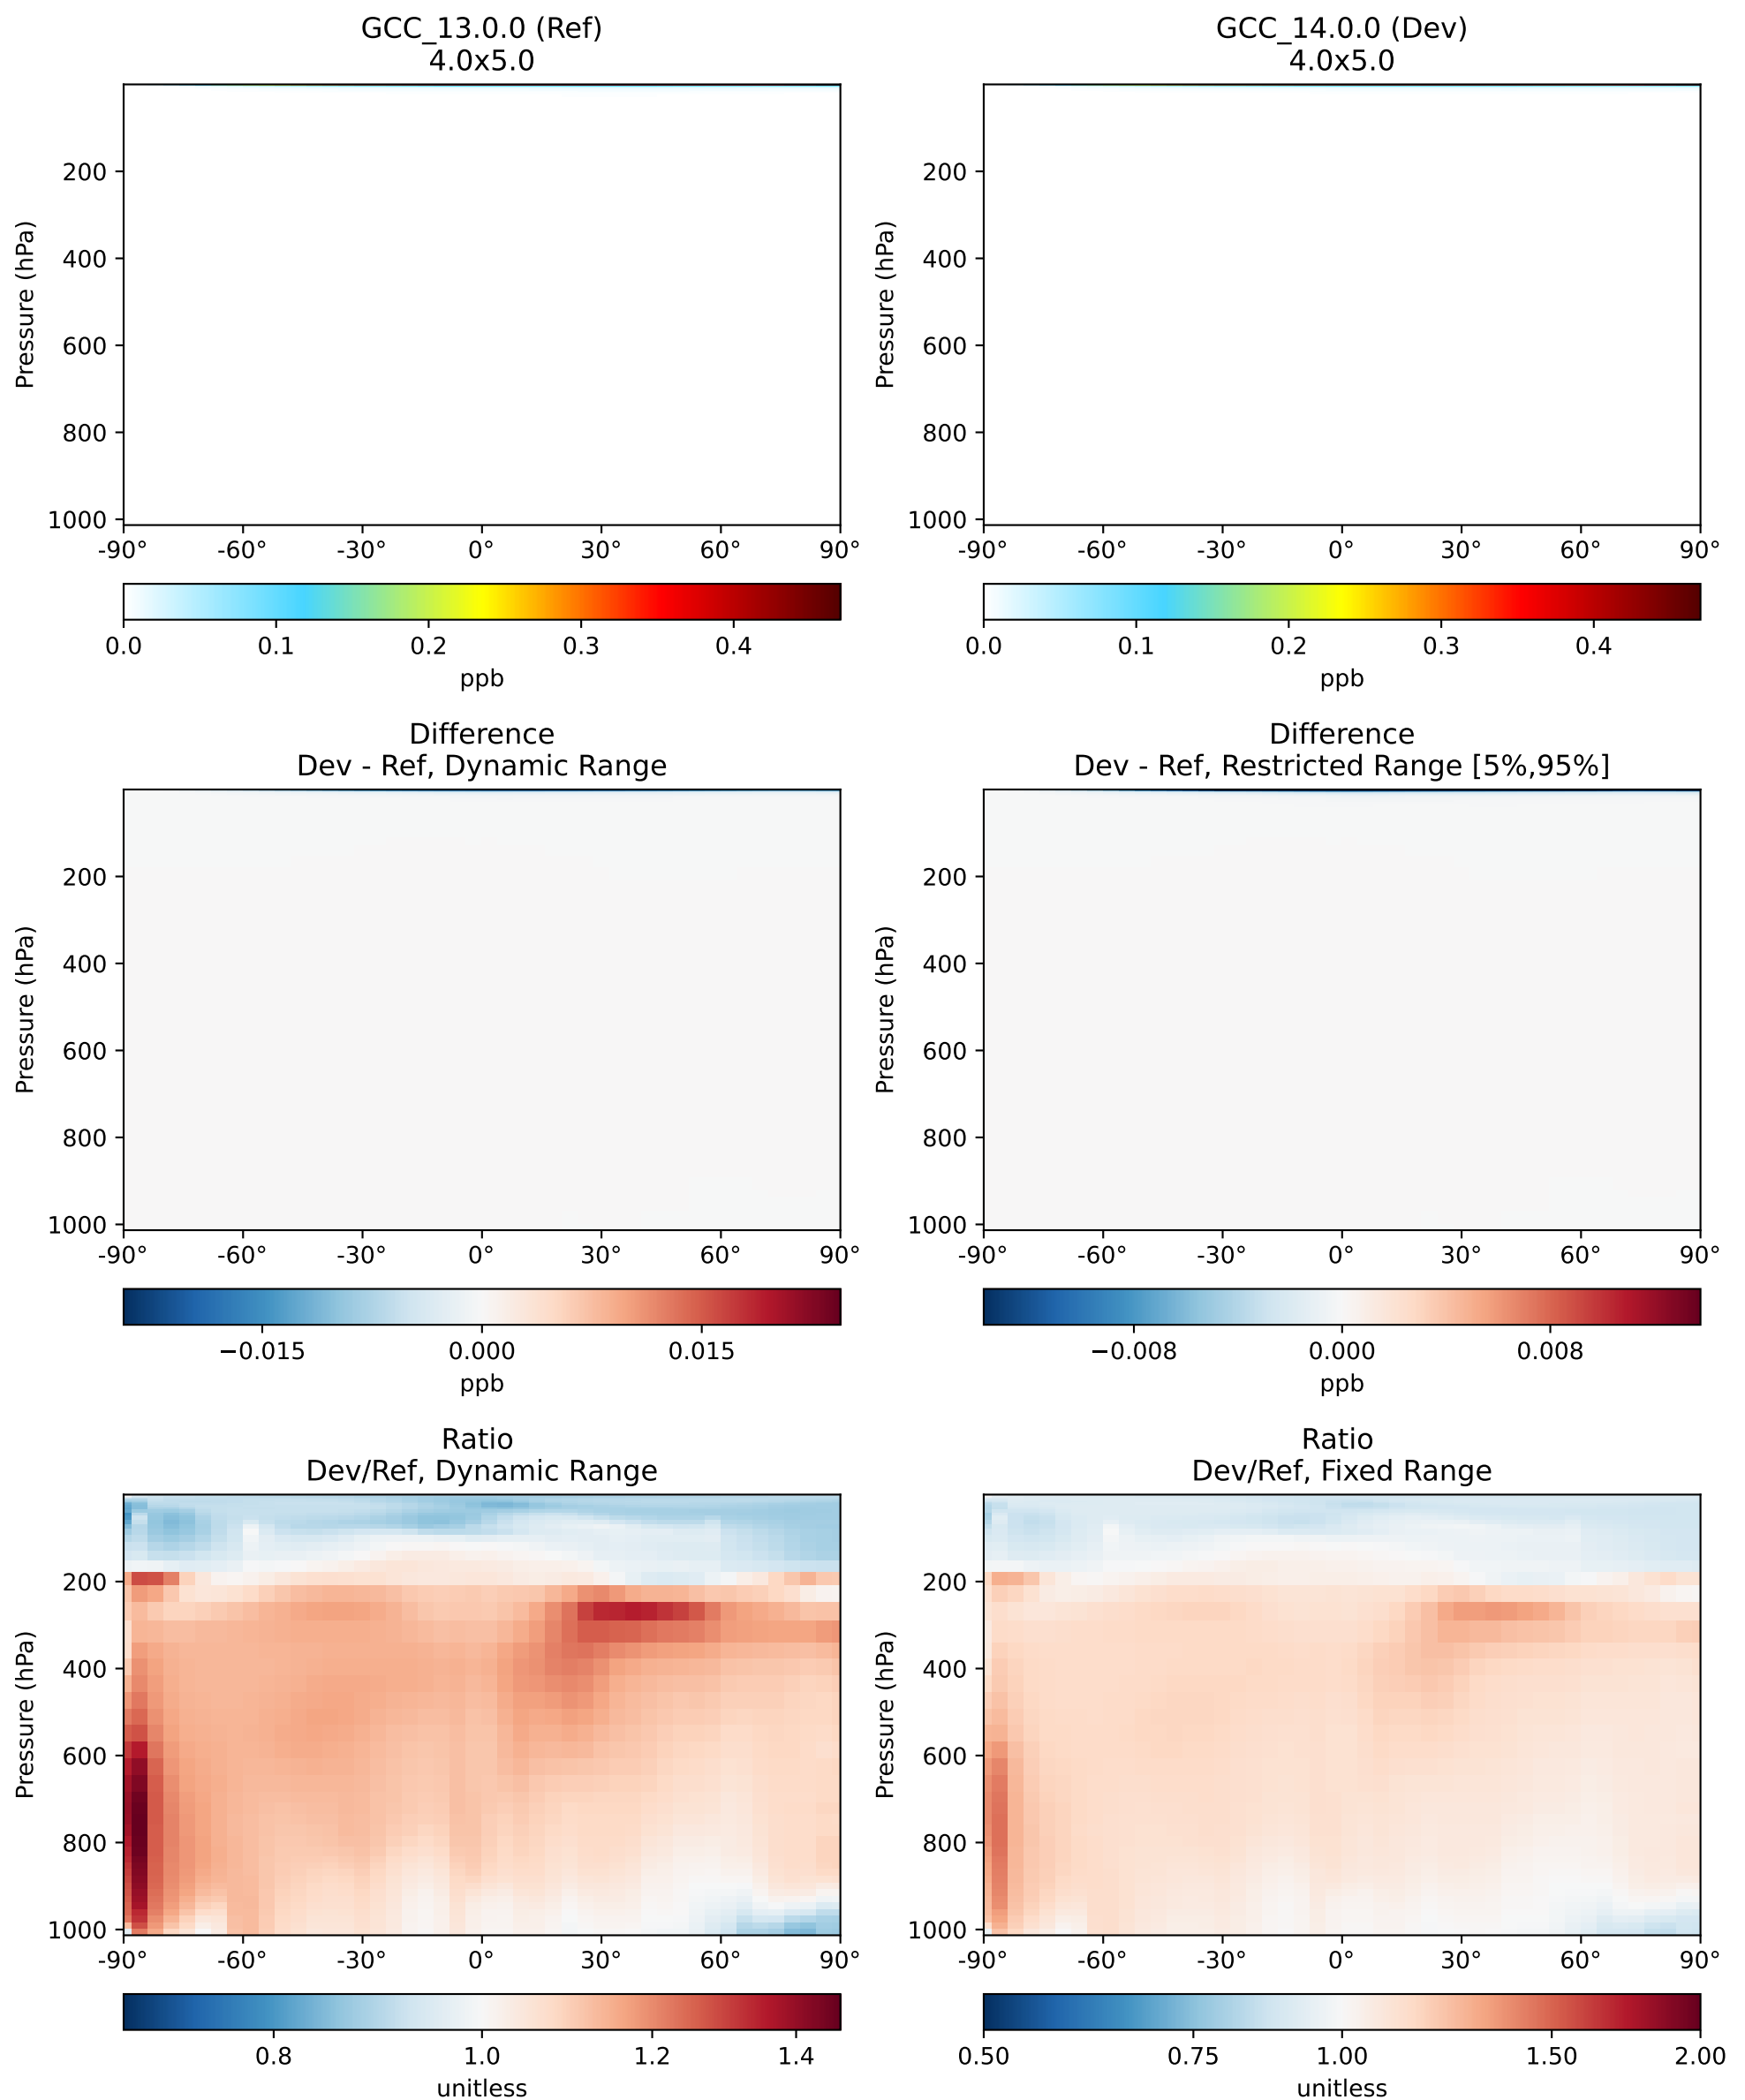 GCC_13.0.0 (Ref)
4.0x5.0
GCC_14.0.0 (Dev)
4.0x5.0
Pressure (hPa)
200
400
600
800
1000
-90° -60° -30° 0° 30° 60° 90°
0.0 0.1 0.2 0.3 0.4
ppb
Pressure (hPa)
200
400
600
800
1000
-90° -60° -30° 0° 30° 60° 90°
0.0 0.1 0.2 0.3 0.4
ppb
Difference
Dev - Ref, Dynamic Range
Pressure (hPa)
200
400
600
800
1000
-90° -60° -30° 0° 30° 60° 90°
−0.015 0.000 0.015
ppb
Difference
Dev - Ref, Restricted Range [5%,95%]
Pressure (hPa)
200
400
600
800
1000
-90° -60° -30° 0° 30° 60° 90°
−0.008 0.000 0.008
ppb
Ratio
Dev/Ref, Dynamic Range
Pressure (hPa)
200
400
600
800
1000
-90° -60° -30° 0° 30° 60° 90°
0.8 1.0 1.2 1.4
unitless
Ratio
Dev/Ref, Fixed Range
Pressure (hPa)
200
400
600
800
1000
-90° -60° -30° 0° 30° 60° 90°
0.50 0.75 1.00 1.50 2.00
unitless